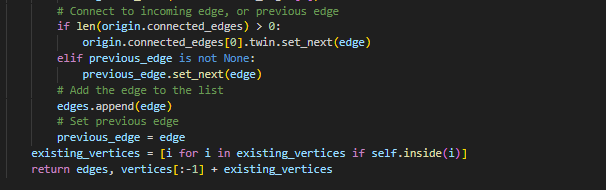 # Connect to incoming edge, or previous edge
if len(origin.connected_edges) > 0:
origin.connected_edges[0].twin.set_next(edge)
elif previous_edge is not None:
previous_edge.set_next(edge)
# Add the edge to the list
edges.append(edge)
# Set previous edge
previous_edge = edge
existing_vertices = [i for i in existing_vertices if self.inside(i)]
return edges, vertices[:-1] + existing_vertices